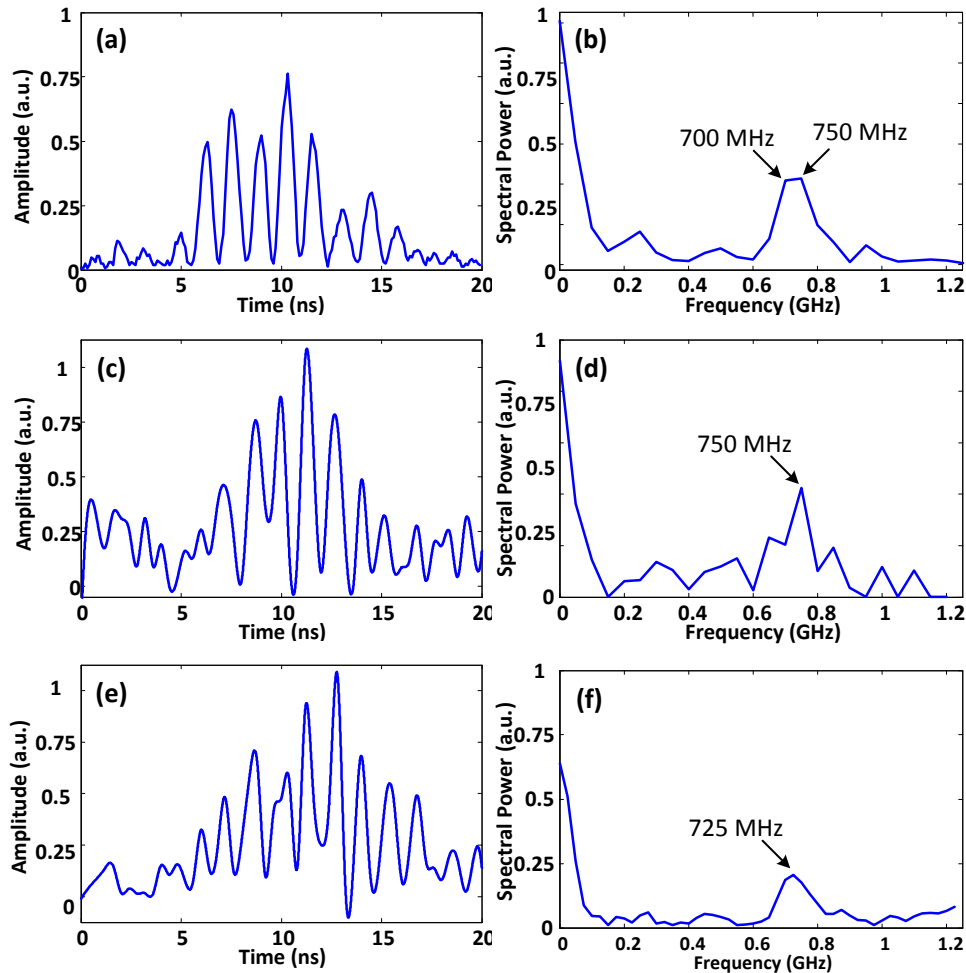 (a)
Amplitude (a.u.)
1
0.75
0.5
0.25
0
0 5 10 15 20
Time (ns)
(b)
Spectral Power (a.u.)
1
0.75
0.5
0.25
0
700 MHz
750 MHz
0 0.2 0.4 0.6 0.8 1 1.2
Frequency (GHz)
(c)
Amplitude (a.u.)
1
0.75
0.5
0.25
0
0 5 10 15 20
Time (ns)
(d)
Spectral Power (a.u.)
1
0.75
0.5
0.25
0
750 MHz
0 0.2 0.4 0.6 0.8 1 1.2
Frequency (GHz)
(e)
Amplitude (a.u.)
1
0.75
0.5
0.25
0
0 5 10 15 20
Time (ns)
(f)
Spectral Power (a.u.)
1
0.75
0.5
0.25
0
725 MHz
0 0.2 0.4 0.6 0.8 1 1.2
Frequency (GHz)